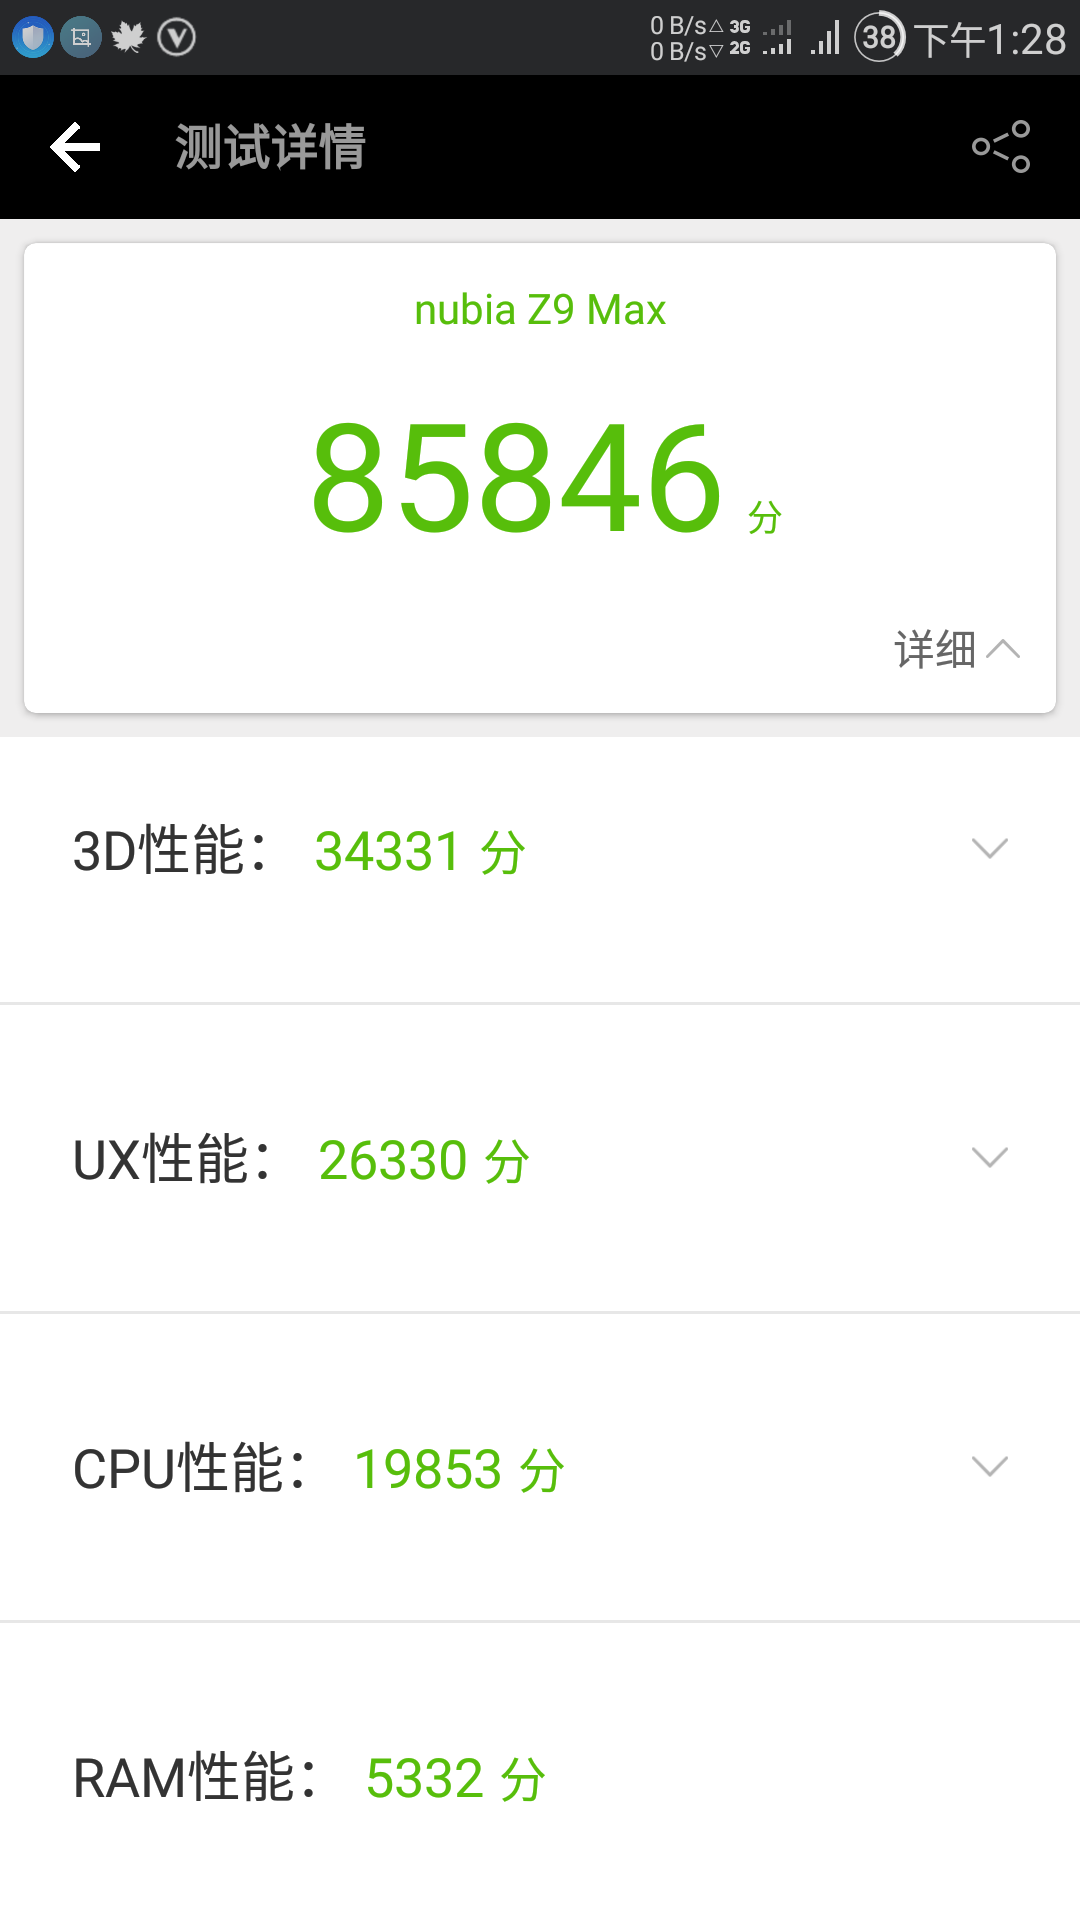 0 B/s△ 3G
0 B/s▽ 2G
38 下午1:28
测试详情
nubia Z9 Max
85846 分
详细
3D性能： 34331 分
UX性能： 26330 分
CPU性能： 19853 分
RAM性能： 5332 分